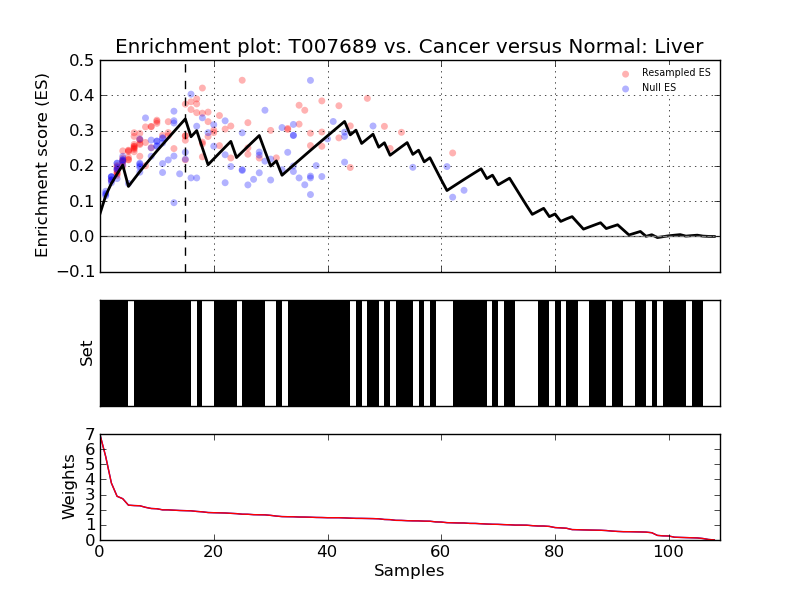 Enrichment plot: T007689 vs. Cancer versus Normal: Liver
0.5
0.4
0.3
0.2
0.1
0.0
−0.1
Enrichment score (ES)
Resampled ES
Null ES
Set
7
6
5
4
3
2
1
0
Weights
0 20 40 60 80 100
Samples